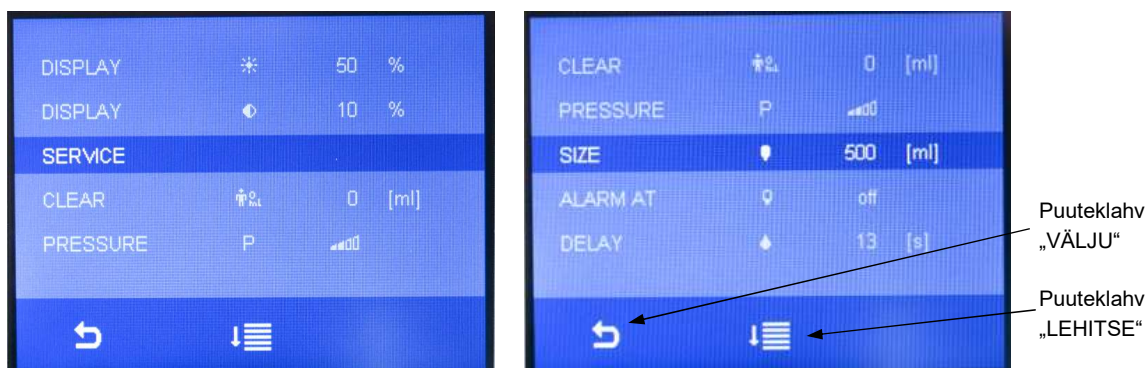 DISPLAY 50 %
DISPLAY 10 %
SERVICE
CLEAR 0 [ml]
PRESSURE P
CLEAR 0 [ml]
PRESSURE P
SIZE 500 [ml]
ALARM AT off
DELAY 13 [s]
Puuteklahv
„VÄLJU“
Puuteklahv
„LEHITSE“